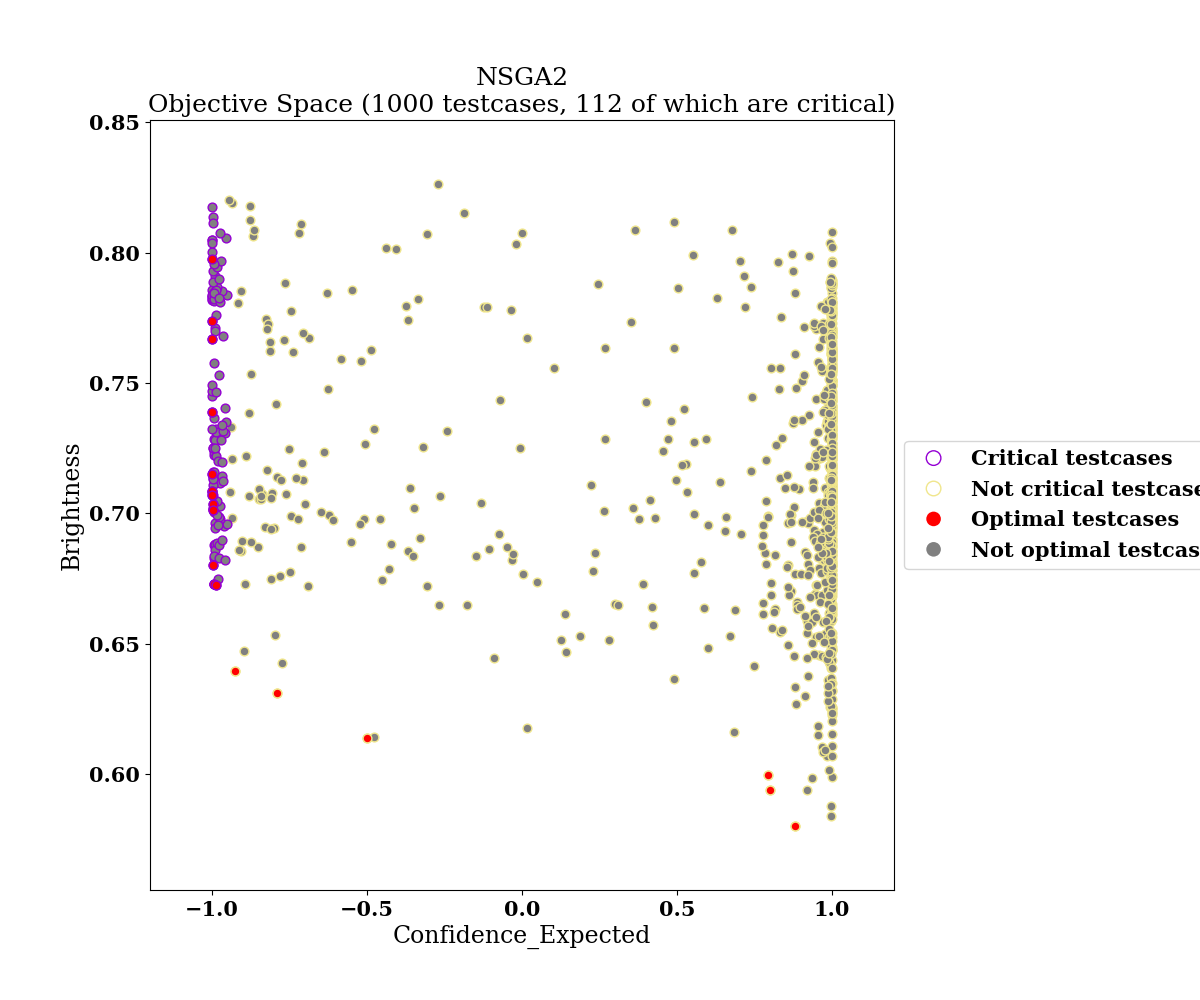 NSGA2
Objective Space (1000 testcases, 112 of which are critical)
0.85
0.80
0.75
0.70
0.65
0.60
Brightness
−1.0
−0.5
0.0
0.5
1.0
Confidence_Expected
Critical testcases
Not critical testcase
Optimal testcases
Not optimal testcas